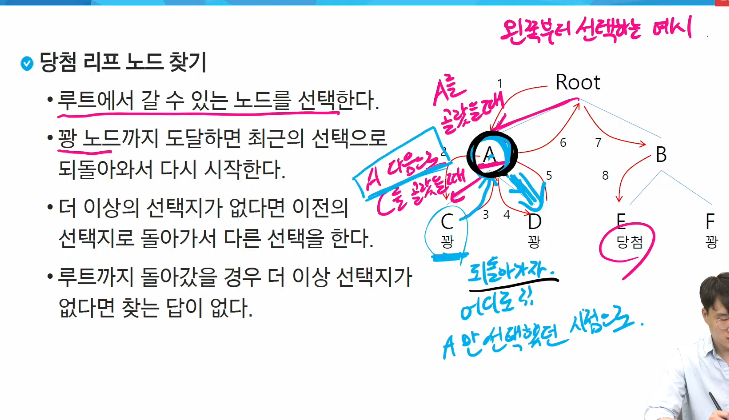 왼쪽부터 선택하는 예시
당첨 리프 노드 찾기
• 루트에서 갈 수 있는 노드를 선택한다.
• 꽝 노드까지 도달하면 최근의 선택으로
되돌아와서 다시 시작한다.
• 더 이상의 선택지가 없다면 이전의
선택지로 돌아가서 다른 선택을 한다.
• 루트까지 돌아갔을 경우 더 이상 선택지가
없다면 찾는 답이 없다.
1
Root
A를
골랐을때
6
7
2
A
B
A 다음으로
C를 골랐을때
5
8
C
3
4
D
E
F
꽝
꽝
당첨
꽝
되돌아가자.
어디로??
A만 선택했던 시점으로.